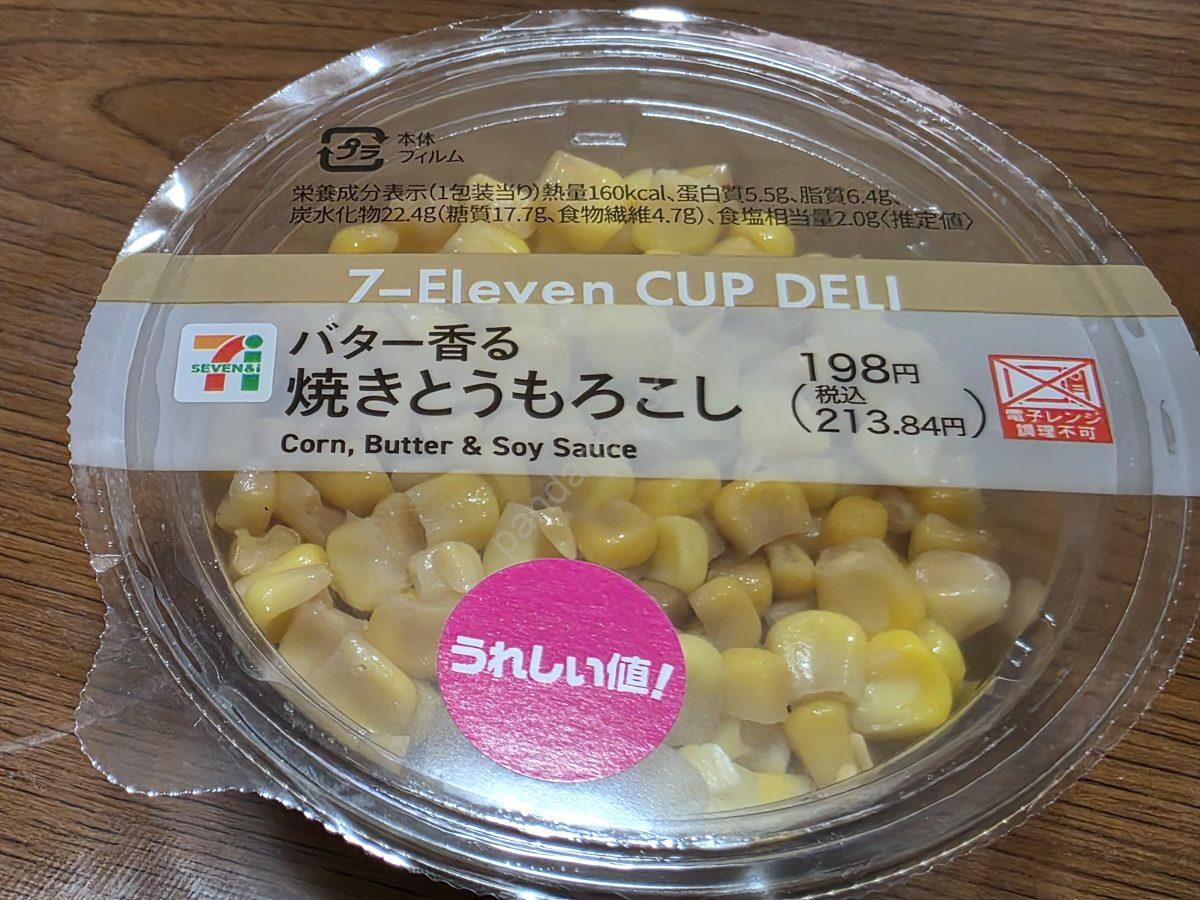 プラ
本体
フィルム
栄養成分表示(1包装当り)熱量160kcal、蛋白質5.5g、脂質6.4g、
炭水化物22.4g(糖質17.7g、食物繊維4.7g)、食塩相当量2.0g〈推定値〉
7-Eleven CUP DELI
SEVEN&i
バター香る
焼きとうもろこし
Corn, Butter & Soy Sauce
198円
(税込
213.84円)
電子レンジ
調理不可
うれしい値!